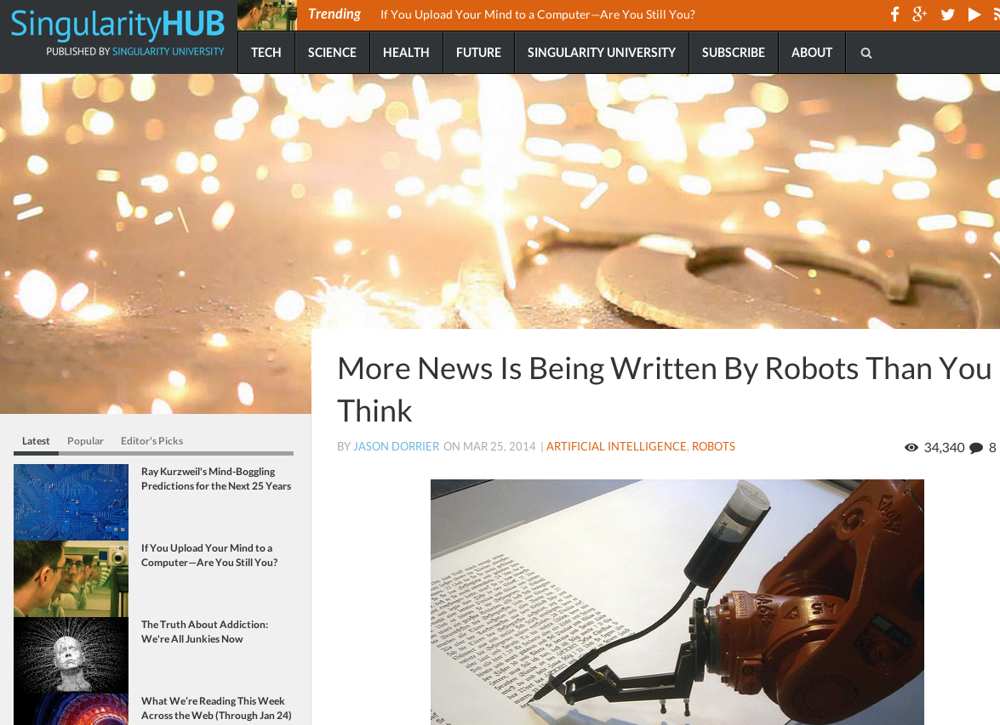 SingularityHUB
PUBLISHED BY SINGULARITY UNIVERSITY
Trending
If You Upload Your Mind to a Computer—Are You Still You?
TECH
SCIENCE
HEALTH
FUTURE
SINGULARITY UNIVERSITY
SUBSCRIBE
ABOUT
More News Is Being Written By Robots Than You
Think
BY JASON DORRIER ON MAR 25, 2014 | ARTIFICIAL INTELLIGENCE, ROBOTS
34,340
8
Latest
Popular
Editor's Picks
Ray Kurzweil's Mind-Boggling
Predictions for the Next 25 Years
If You Upload Your Mind to a
Computer—Are You Still You?
The Truth About Addiction:
We're All Junkies Now
What We’re Reading This Week
Across the Web (Through Jan 24)